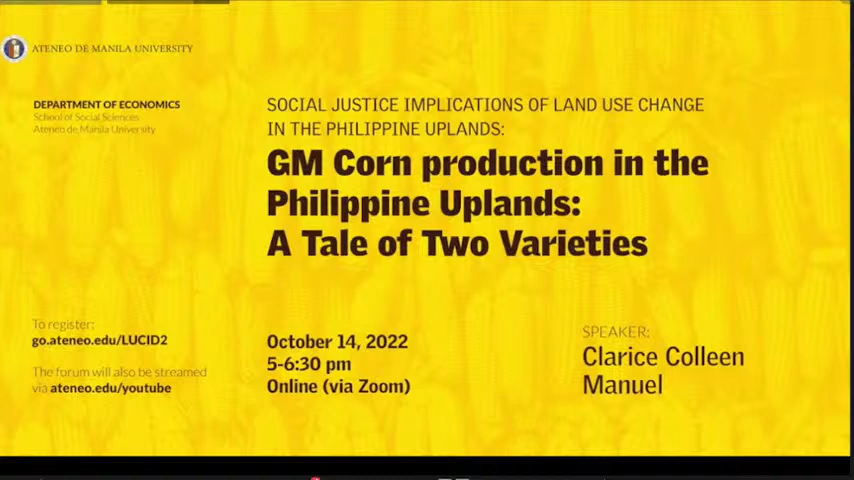 ATENEO DE MANILA UNIVERSITY
DEPARTMENT OF ECONOMICS
School of Social Sciences
Ateneo de Manila University
SOCIAL JUSTICE IMPLICATIONS OF LAND USE CHANGE
IN THE PHILIPPINE UPLANDS:
GM Corn production in the
Philippine Uplands:
A Tale of Two Varieties
To register:
go.ateneo.edu/LUCID2
The forum will also be streamed
via ateneo.edu/youtube
October 14, 2022
5-6:30 pm
Online (via Zoom)
SPEAKER:
Clarice Colleen
Manuel